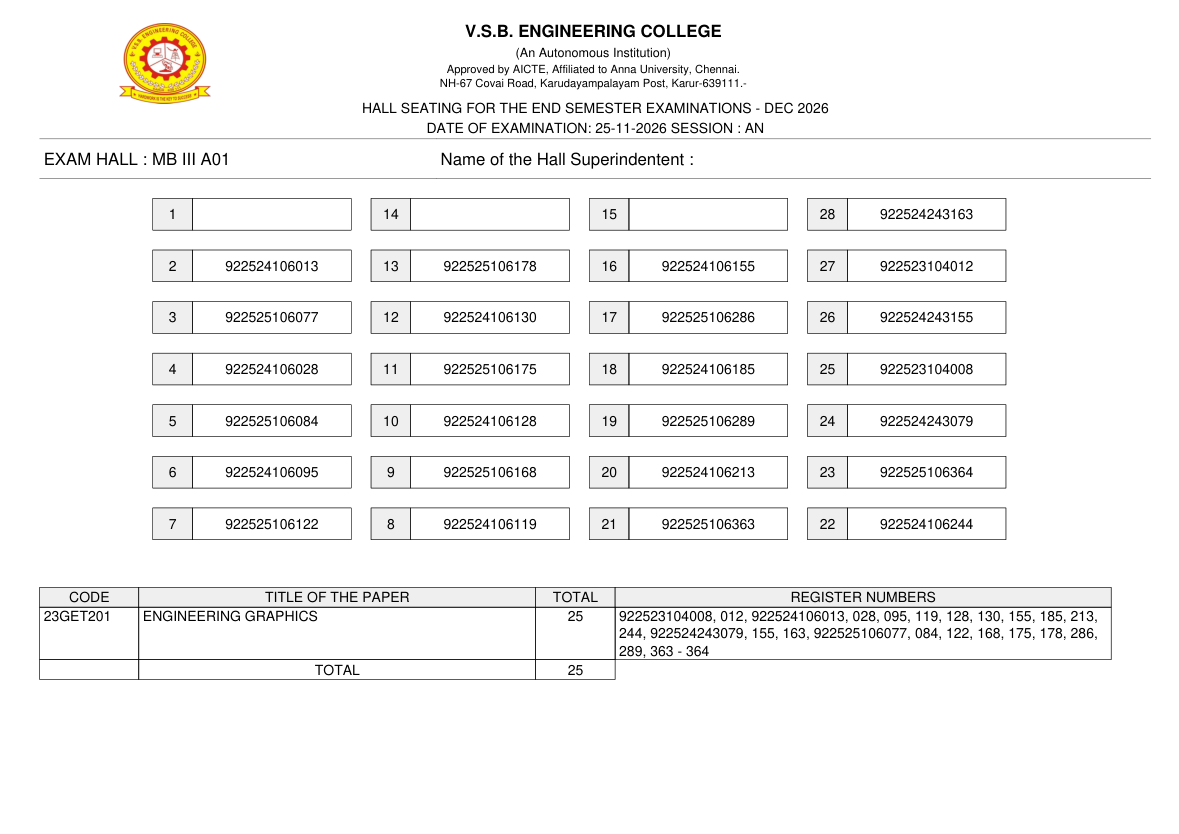 V.S.B. ENGINEERING COLLEGE
(An Autonomous Institution)
Approved by AICTE, Affiliated to Anna University, Chennai.
NH-67 Covai Road, Karudayampalayam Post, Karur-639111.-
HALL SEATING FOR THE END SEMESTER EXAMINATIONS - DEC 2026
DATE OF EXAMINATION: 25-11-2026 SESSION : AN
EXAM HALL : MB III A01 Name of the Hall Superindentent :
1 14 15 28 922524243163
2 922524106013 13 922525106178 16 922524106155 27 922523104012
3 922525106077 12 922524106130 17 922525106286 26 922524243155
4 922524106028 11 922525106175 18 922524106185 25 922523104008
5 922525106084 10 922524106128 19 922525106289 24 922524243079
6 922524106095 9 922525106168 20 922524106213 23 922525106364
7 922525106122 8 922524106119 21 922525106363 22 922524106244
CODE TITLE OF THE PAPER TOTAL REGISTER NUMBERS
23GET201 ENGINEERING GRAPHICS 25 922523104008, 012, 922524106013, 028, 095, 119, 128, 130, 155, 185, 213,
244, 922524243079, 155, 163, 922525106077, 084, 122, 168, 175, 178, 286,
289, 363 - 364
TOTAL 25